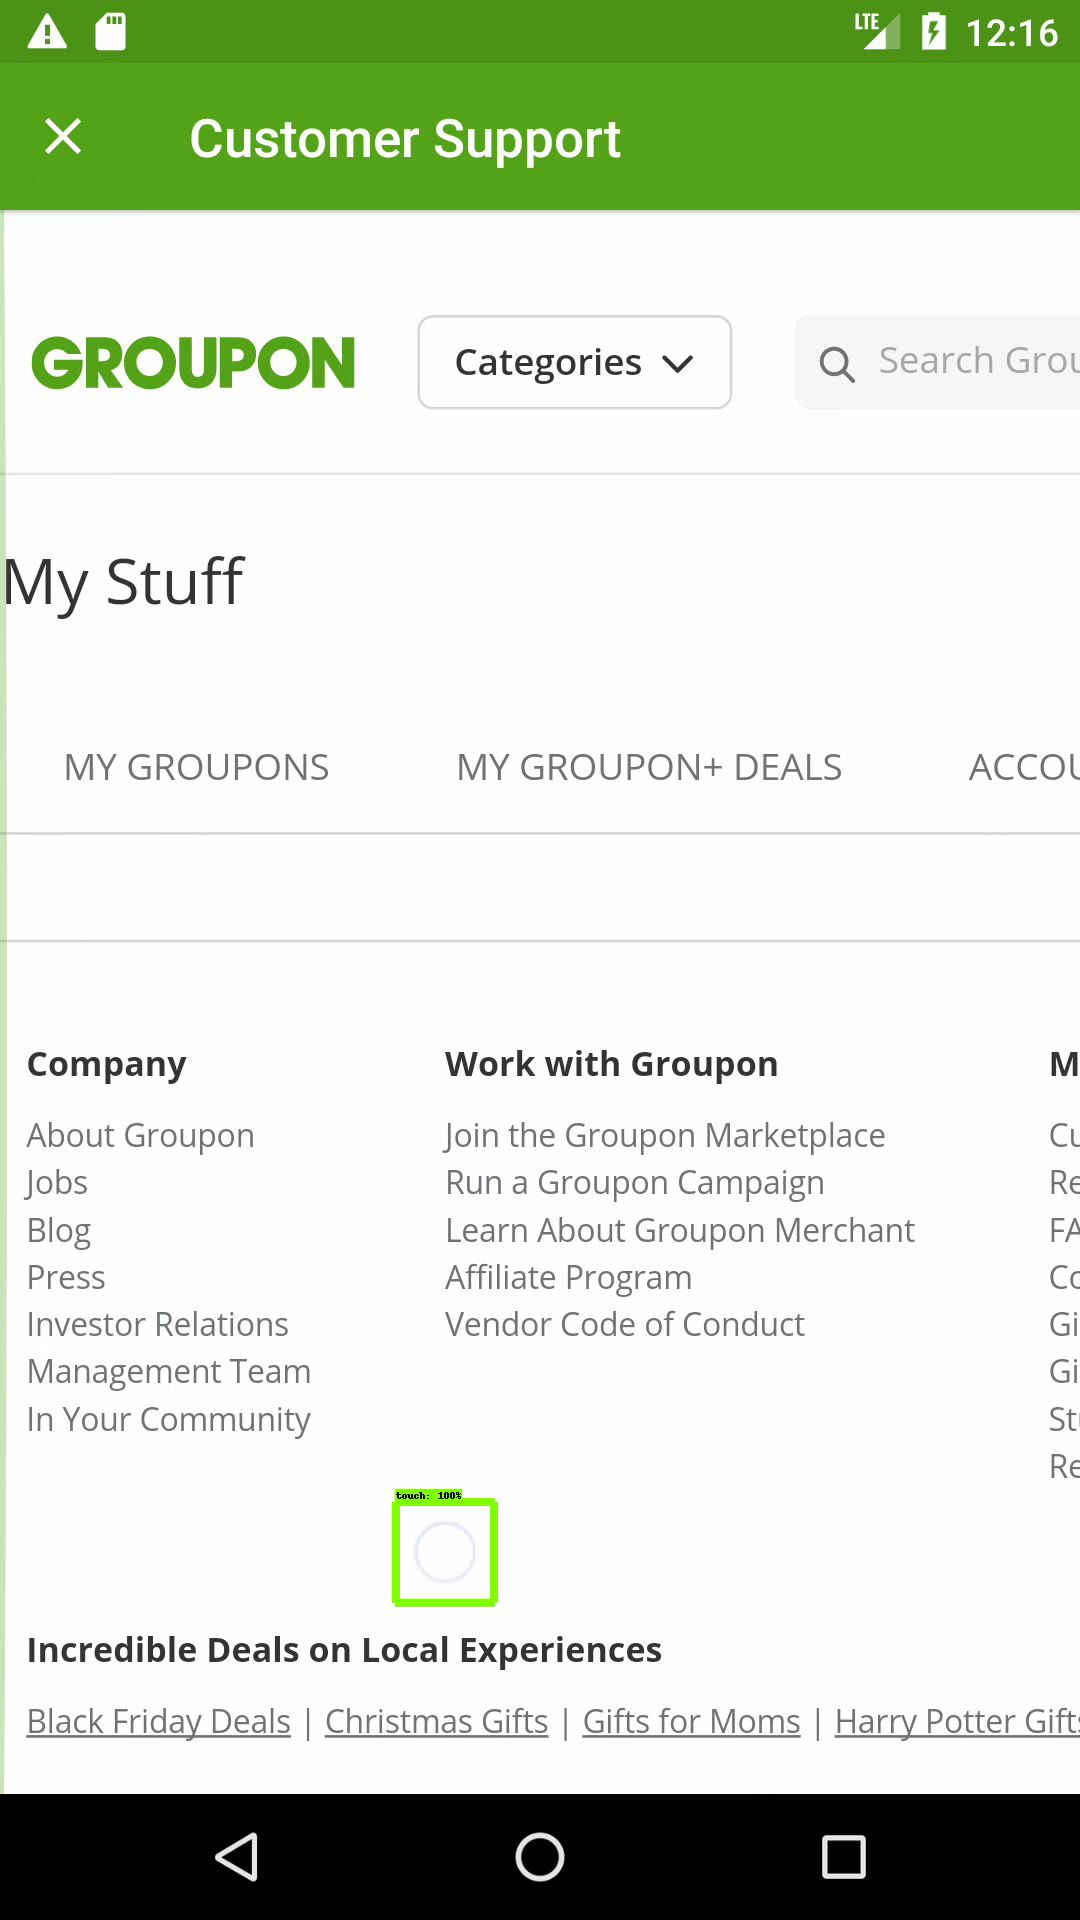 LTE 12:16
Customer Support
GROUPON Categories Search Grou
My Stuff
MY GROUPONS MY GROUPON+ DEALS ACCOU
Company Work with Groupon M
About Groupon Join the Groupon Marketplace Cu
Jobs Run a Groupon Campaign Re
Blog Learn About Groupon Merchant FA
Press Affiliate Program Co
Investor Relations Vendor Code of Conduct Gi
Management Team Gi
In Your Community Stu
Re
touch: 100%
Incredible Deals on Local Experiences
Black Friday Deals | Christmas Gifts | Gifts for Moms | Harry Potter Gifts